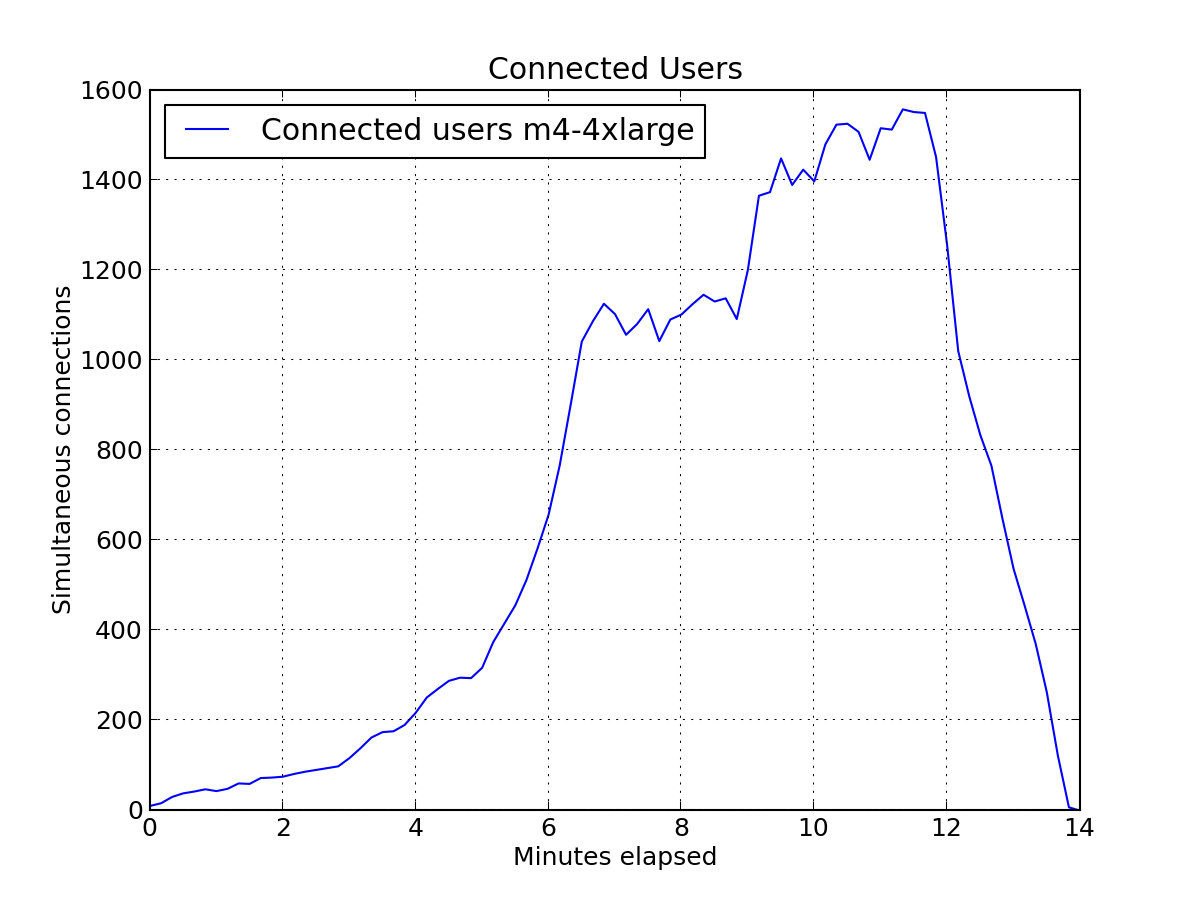 Connected Users
Connected users m4-4xlarge
1600
1400
1200
1000
800
600
400
200
0
Simultaneous connections
0 2 4 6 8 10 12 14
Minutes elapsed